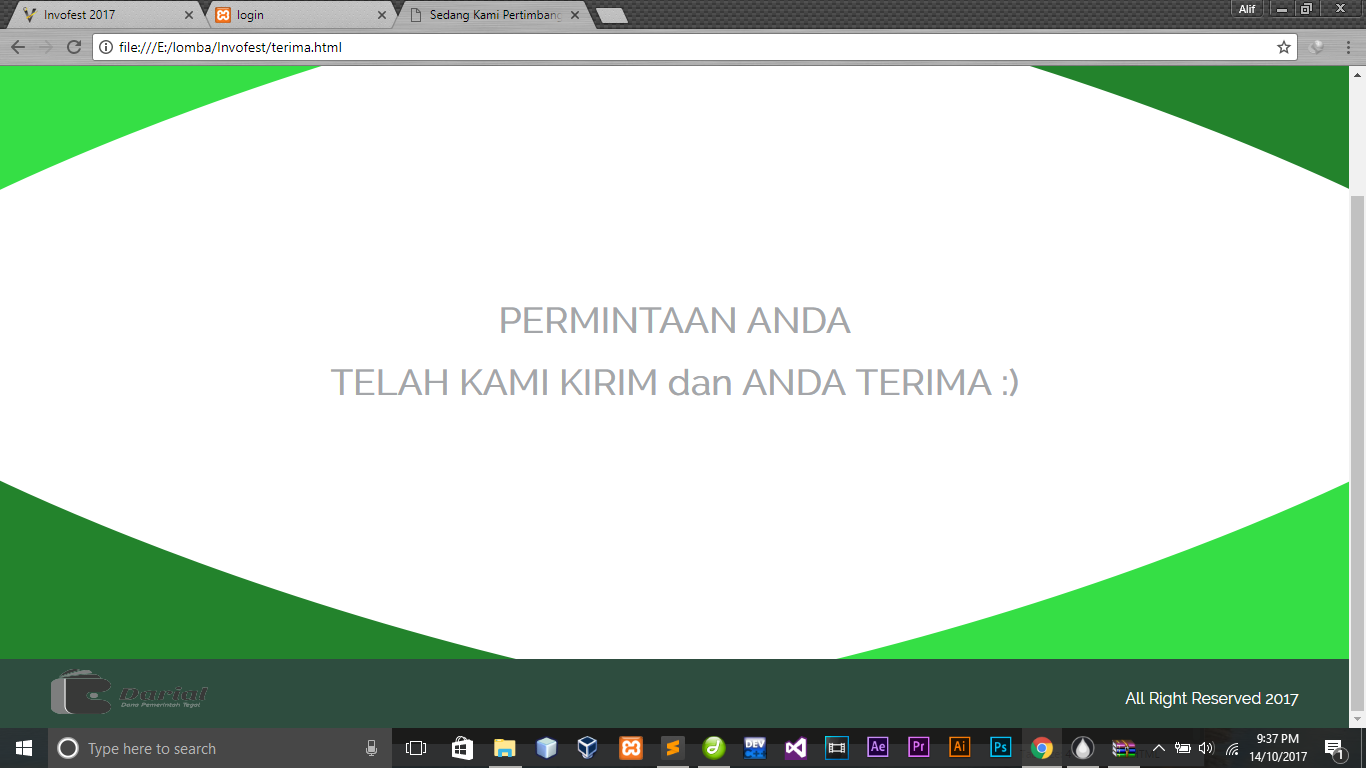 Invofest 2017
login
Sedang Kami Pertimbang
Alif
file:///E:/lomba/Invofest/terima.html
PERMINTAAN ANDA
TELAH KAMI KIRIM dan ANDA TERIMA :)
Darial
Dana Pemerintah Tegal
All Right Reserved 2017
Type here to search
DEV
Ae
Pr
Ai
Ps
9:37 PM
14/10/2017
1